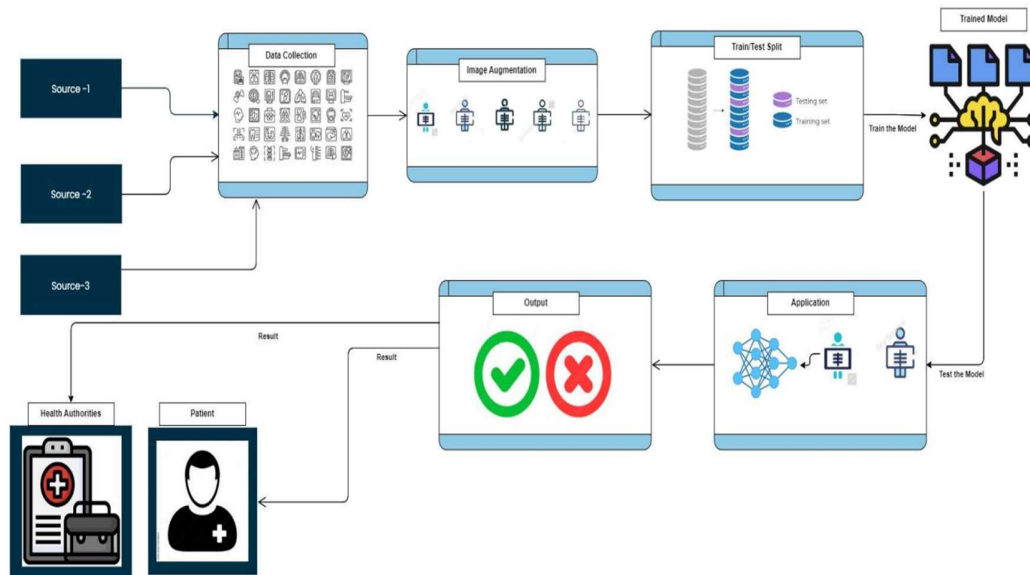 Source -1
Source -2
Source-3
Data Collection
Image Augmentation
Train/Test Split
Testing set
Training set
Train the Model
Trained Model
Test the Model
Application
Output
Result
Result
Health Authorities
Patient